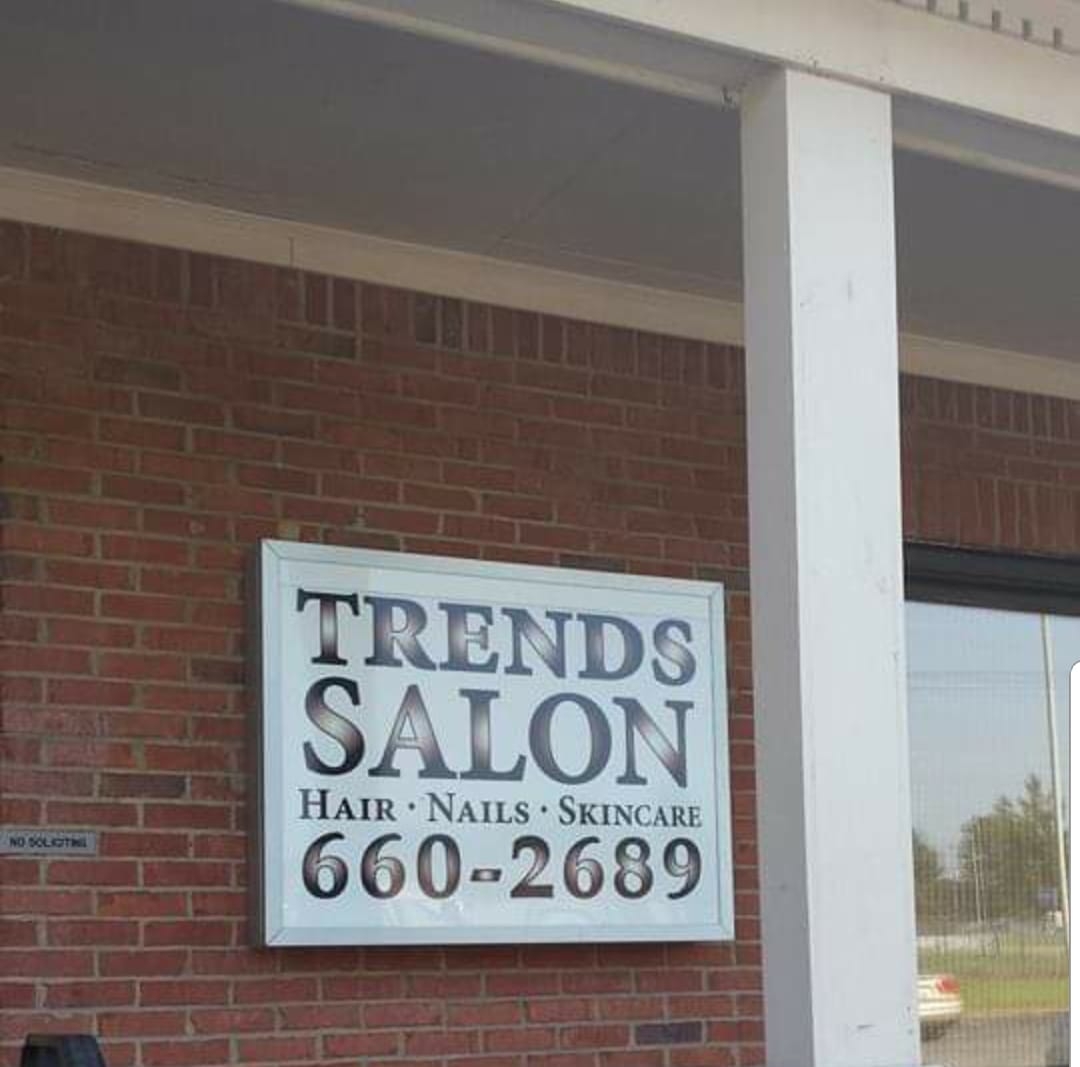 TRENDS
SALON
HAIR · NAILS · SKINCARE
660-2689
NO SOLICITING